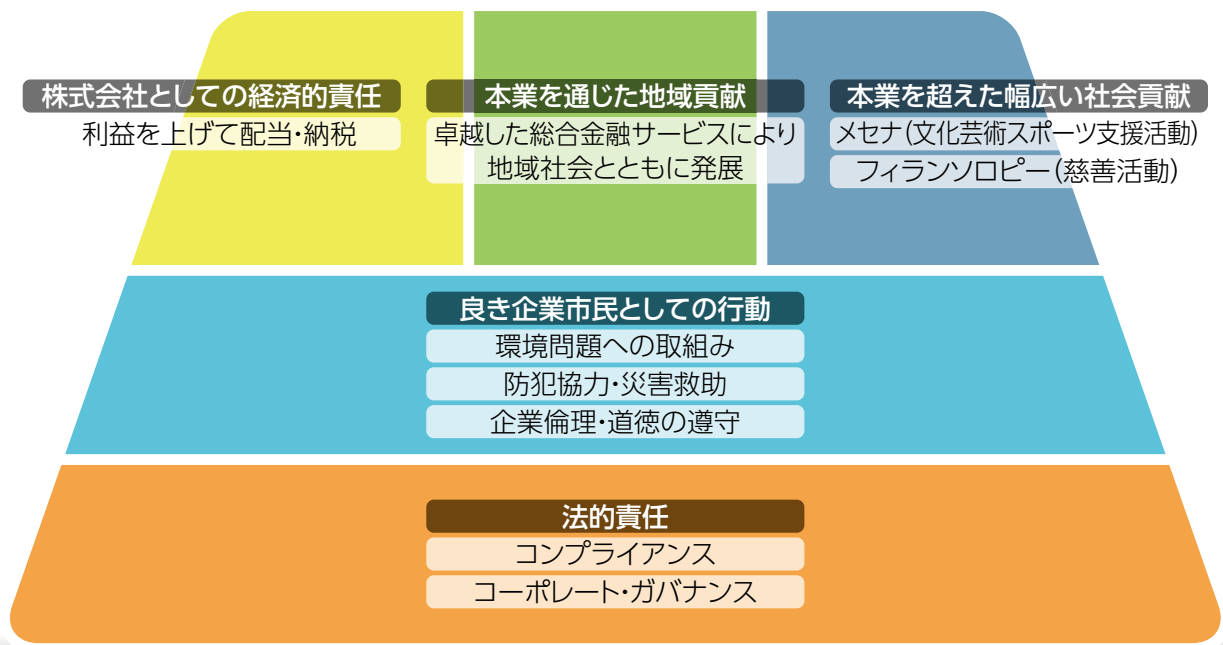 株式会社としての経済的責任
利益を上げて配当・納税
本業を通じた地域貢献
卓越した総合金融サービスにより
地域社会とともに発展
本業を超えた幅広い社会貢献
メセナ（文化芸術スポーツ支援活動）
フィランソロピー（慈善活動）
良き企業市民としての行動
環境問題への取組み
防犯協力・災害救助
企業倫理・道徳の遵守
法的責任
コンプライアンス
コーポレート・ガバナンス